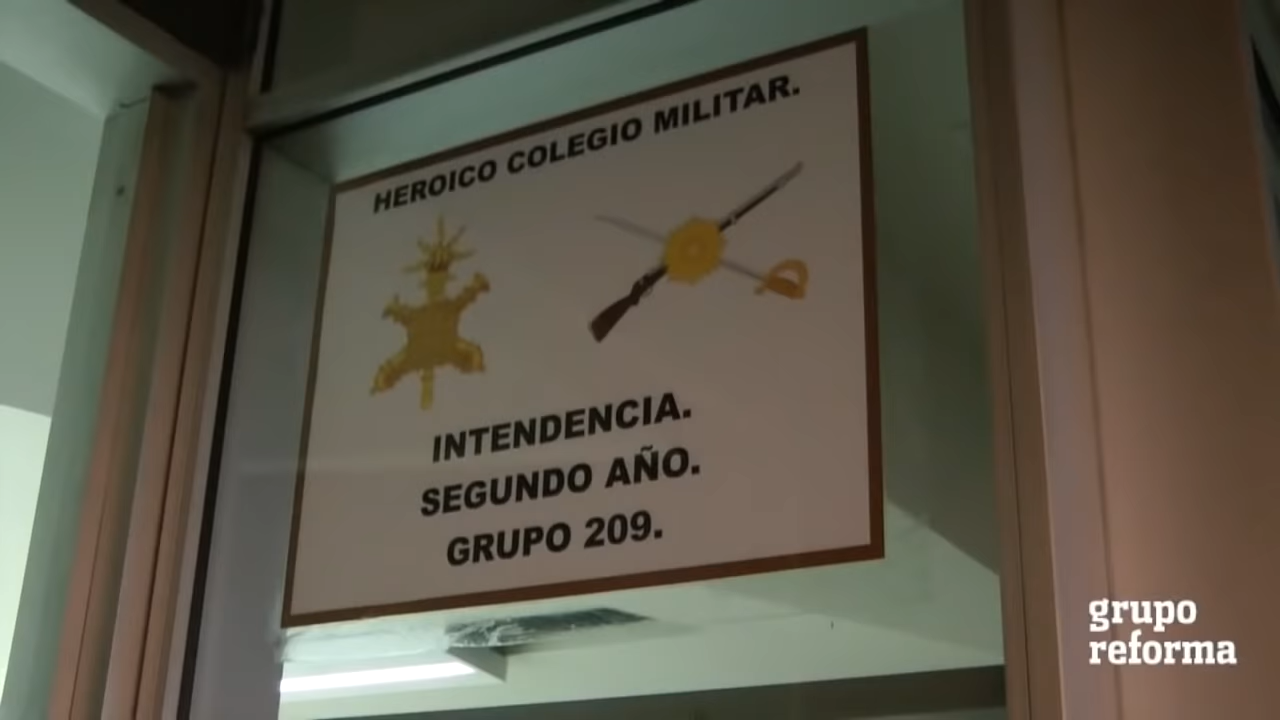 HEROICO COLEGIO MILITAR.
INTENDENCIA.
SEGUNDO AÑO.
GRUPO 209.
grupo
reforma